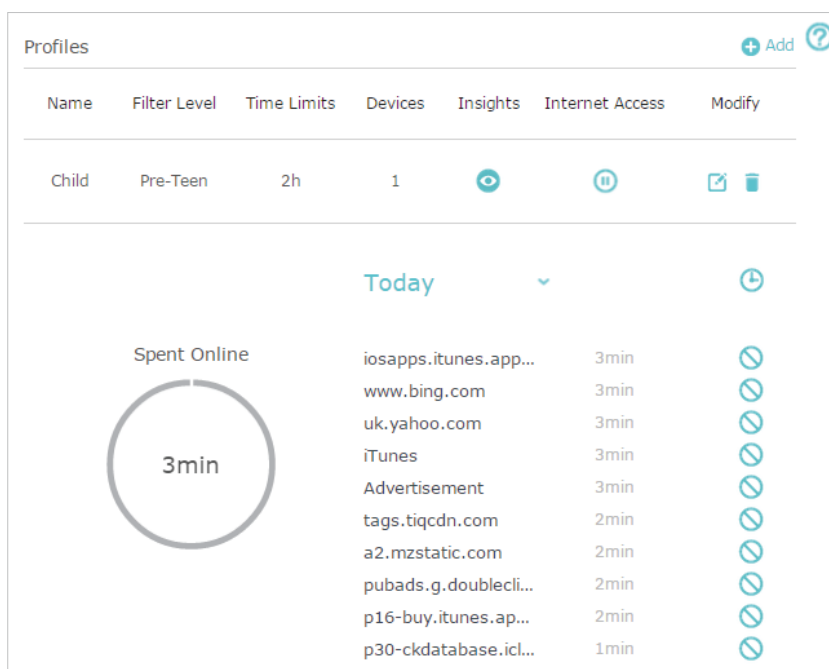 Profiles
Add
Name Filter Level Time Limits Devices Insights Internet Access Modify
Child Pre-Teen 2h 1
Today
Spent Online
3min
iosapps.itunes.app... 3min
www.bing.com 3min
uk.yahoo.com 3min
iTunes 3min
Advertisement 3min
tags.tiqcdn.com 2min
a2.mzstatic.com 2min
pubads.g.doublecli... 2min
p16-buy.itunes.ap... 2min
p30-ckdatabase.icl... 1min